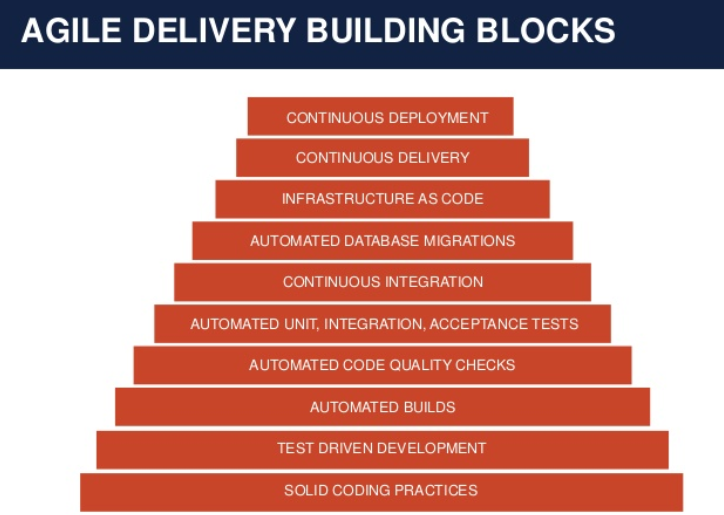 AGILE DELIVERY BUILDING BLOCKS
CONTINUOUS DEPLOYMENT
CONTINUOUS DELIVERY
INFRASTRUCTURE AS CODE
AUTOMATED DATABASE MIGRATIONS
CONTINUOUS INTEGRATION
AUTOMATED UNIT, INTEGRATION, ACCEPTANCE TESTS
AUTOMATED CODE QUALITY CHECKS
AUTOMATED BUILDS
TEST DRIVEN DEVELOPMENT
SOLID CODING PRACTICES